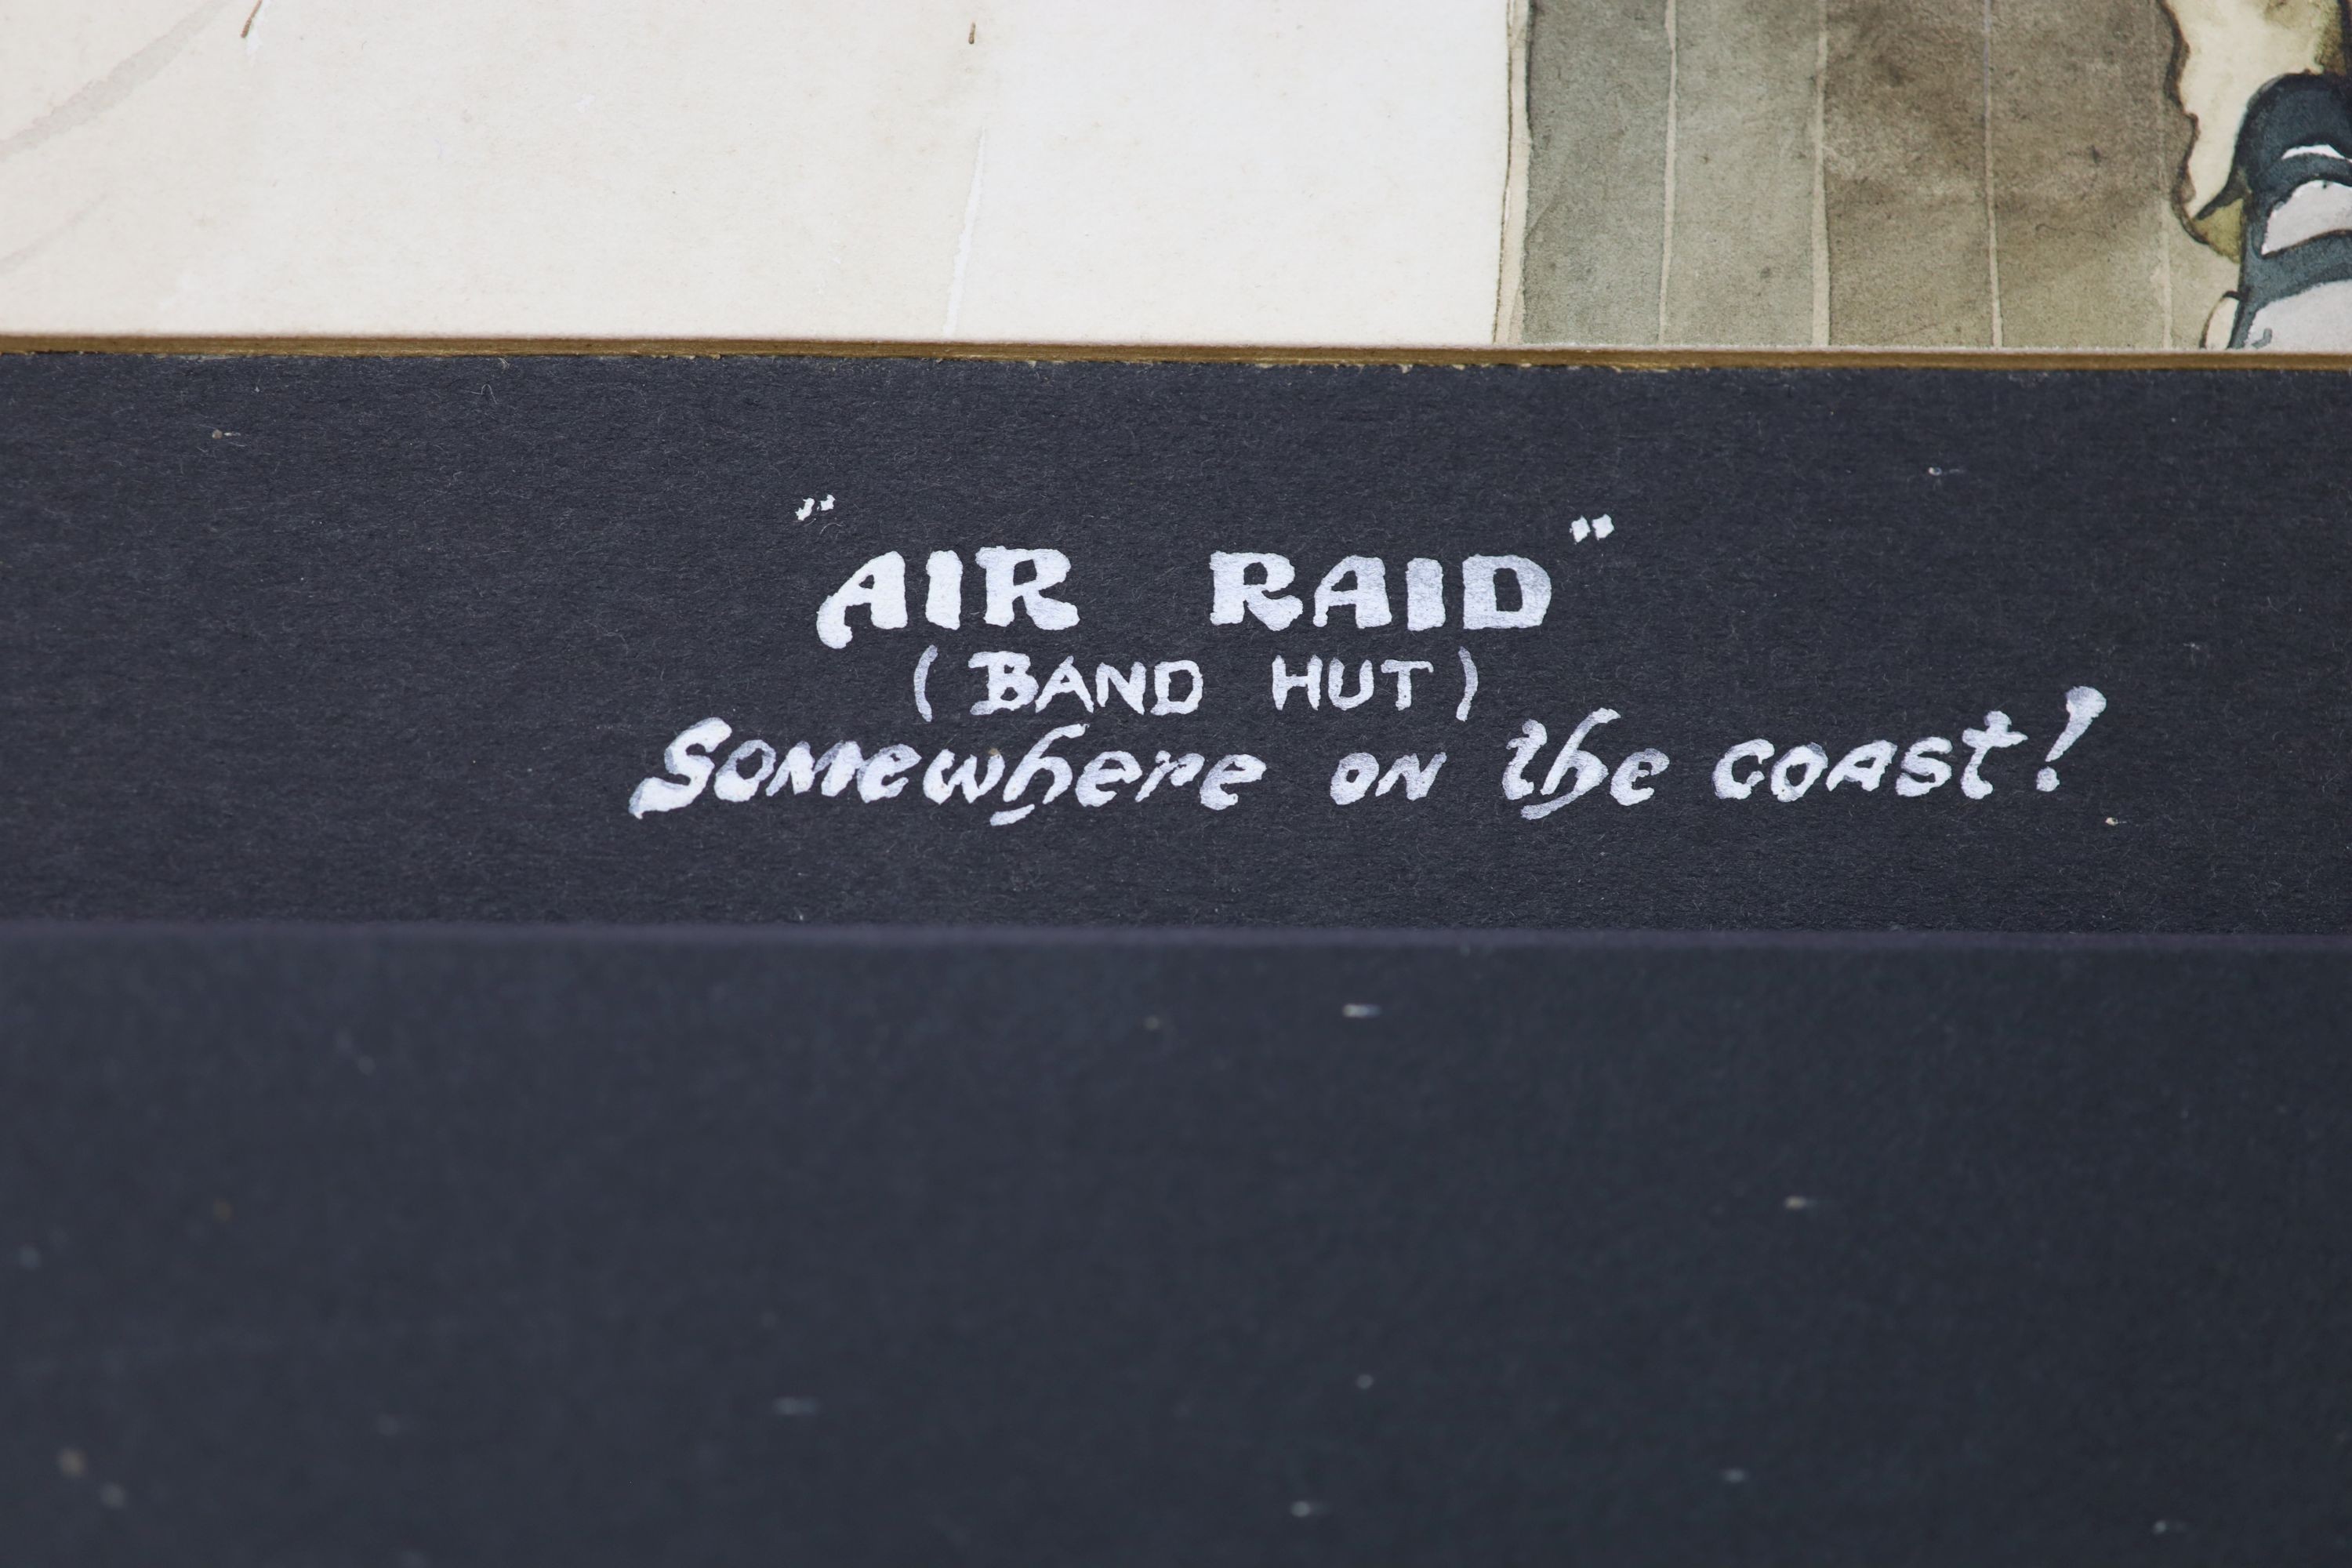 "AIR RAID"
(BAND HUT)
Somewhere on the coast!